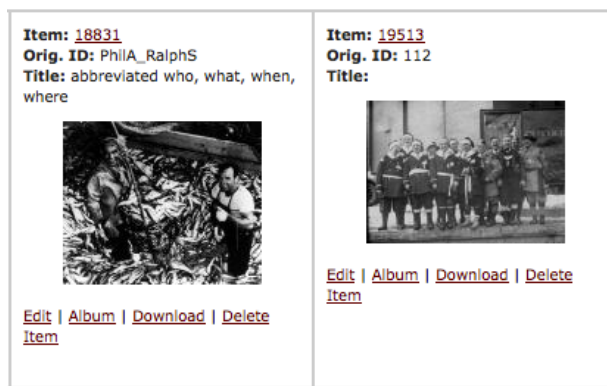 Item: 18831
Orig. ID: PhilA_RalphS
Title: abbreviated who, what, when,
where
Edit | Album | Download | Delete
Item
Item: 19513
Orig. ID: 112
Title:
Edit | Album | Download | Delete
Item